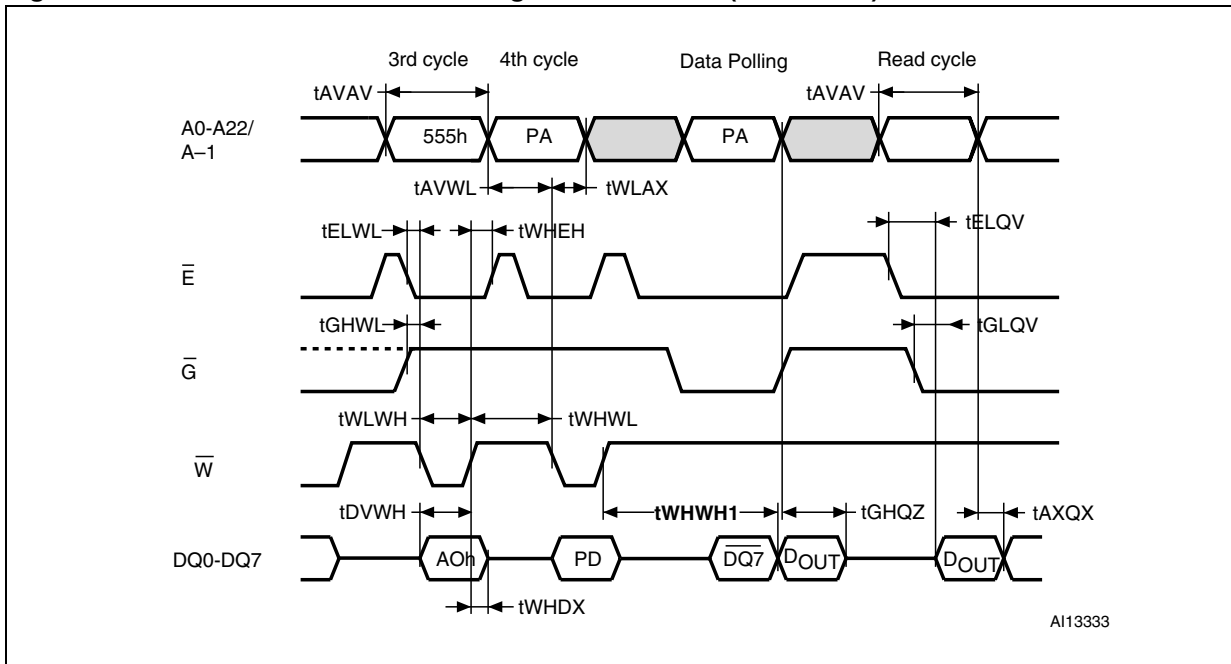 3rd cycle 4th cycle Data Polling Read cycle
tAVAV tAVAV
A0-A22/
A–1
555h PA PA
tAVWL tWLAX
tELWL tWHEH tELQV
E
tGHWL tGLQV
G
tWLWH tWHWL
W
tDVWH tWHWH1 tGHQZ tAXQX
DQ0-DQ7
AOh PD DQ7 DOUT DOUT
tWHDX
AI13333